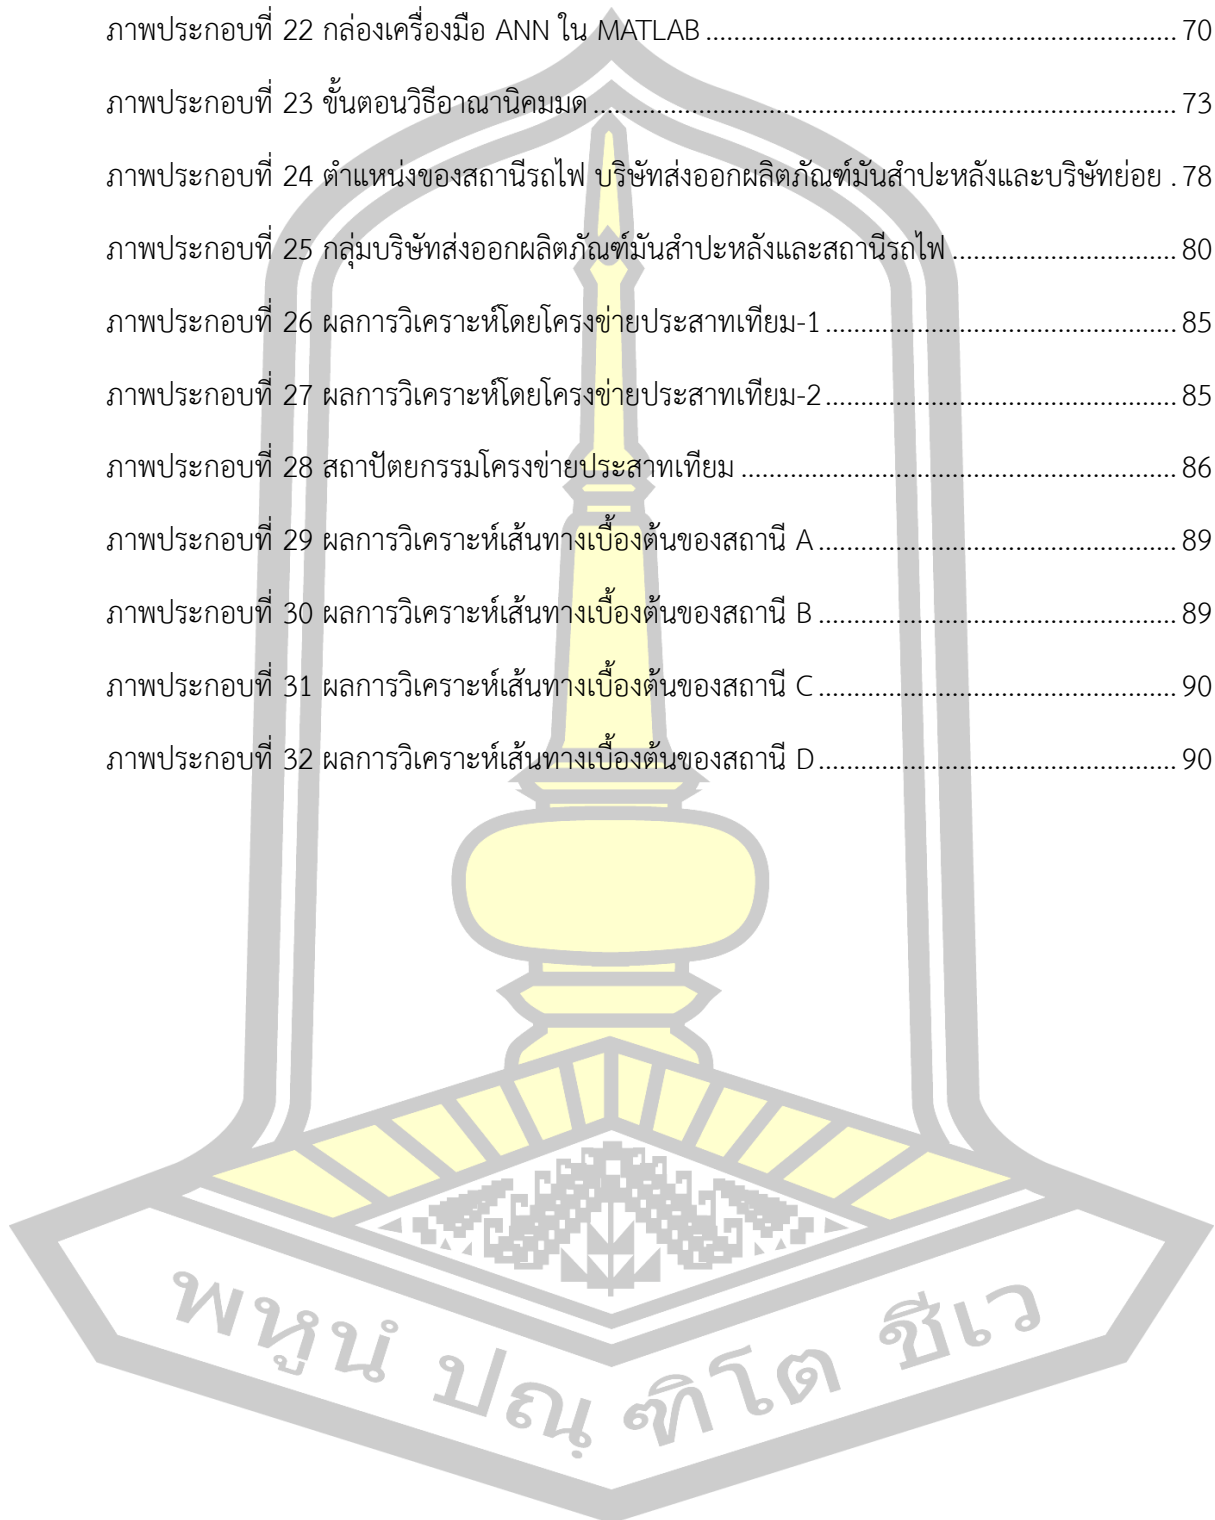 ภาพประกอบที่ 22 กล่องเครื่องมือ ANN ใน MATLAB .................................................................. 70
ภาพประกอบที่ 23 ขั้นตอนวิธีอาณานิคมมด .................................................................. 73
ภาพประกอบที่ 24 ตำแหน่งของสถานีรถไฟ บริษัทส่งออกผลิตภัณฑ์มันสำปะหลังและบริษัทย่อย . 78
ภาพประกอบที่ 25 กลุ่มบริษัทส่งออกผลิตภัณฑ์มันสำปะหลังและสถานีรถไฟ ................................ 80
ภาพประกอบที่ 26 ผลการวิเคราะห์โดยโครงข่ายประสาทเทียม-1 .................................................. 85
ภาพประกอบที่ 27 ผลการวิเคราะห์โดยโครงข่ายประสาทเทียม-2 .................................................. 85
ภาพประกอบที่ 28 สถาปัตยกรรมโครงข่ายประสาทเทียม ............................................................. 86
ภาพประกอบที่ 29 ผลการวิเคราะห์เส้นทางเบื้องต้นของสถานี A ................................................... 89
ภาพประกอบที่ 30 ผลการวิเคราะห์เส้นทางเบื้องต้นของสถานี B ................................................... 89
ภาพประกอบที่ 31 ผลการวิเคราะห์เส้นทางเบื้องต้นของสถานี C ................................................... 90
ภาพประกอบที่ 32 ผลการวิเคราะห์เส้นทางเบื้องต้นของสถานี D ................................................... 90
พหูนํ ปณฺ ฑิโต ชีเว